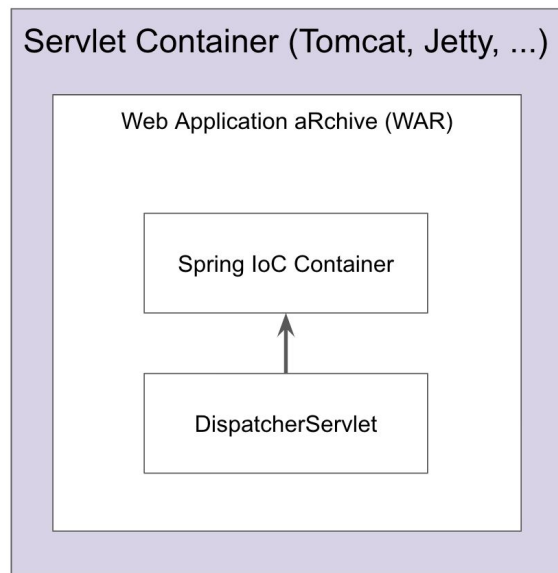 Servlet Container (Tomcat, Jetty, ...)
Web Application aRchive (WAR)
Spring IoC Container
DispatcherServlet